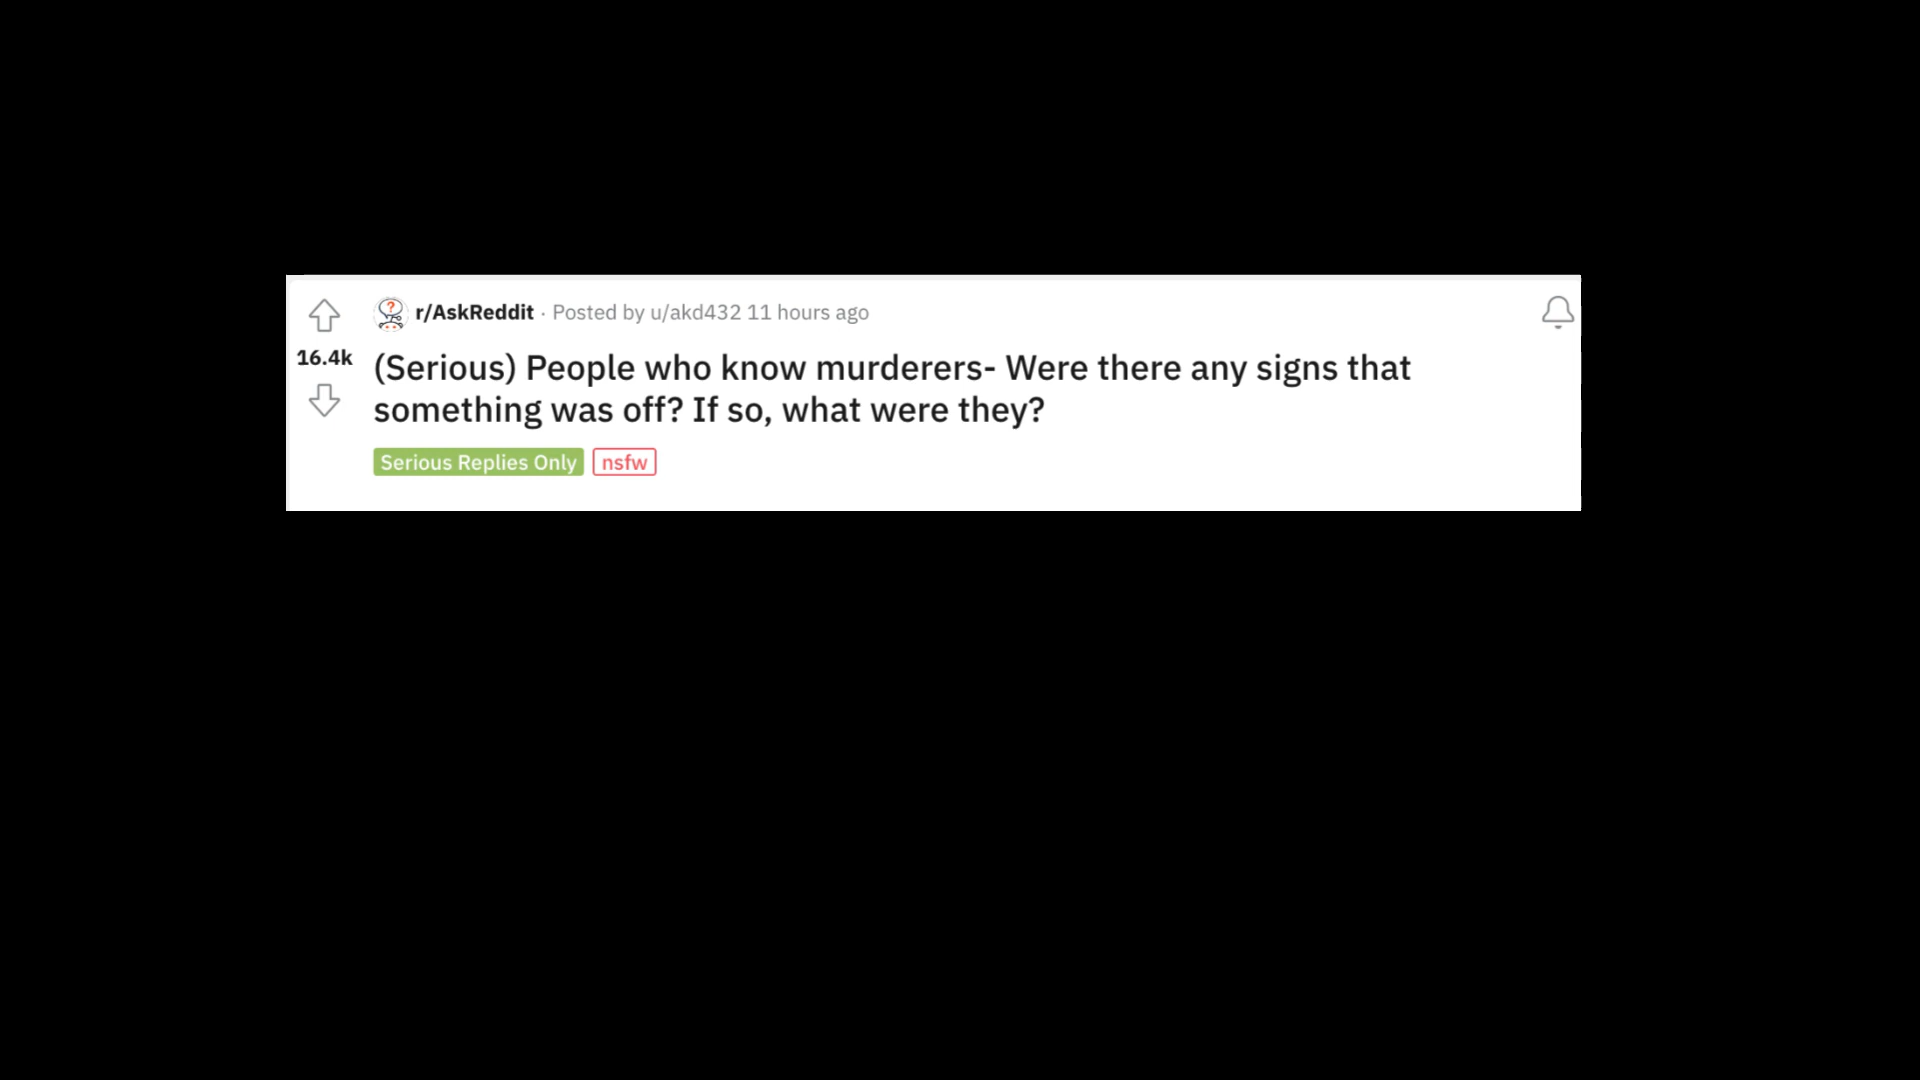 r/AskReddit · Posted by u/akd432 11 hours ago
16.4k
(Serious) People who know murderers- Were there any signs that
something was off? If so, what were they?
Serious Replies Only nsfw